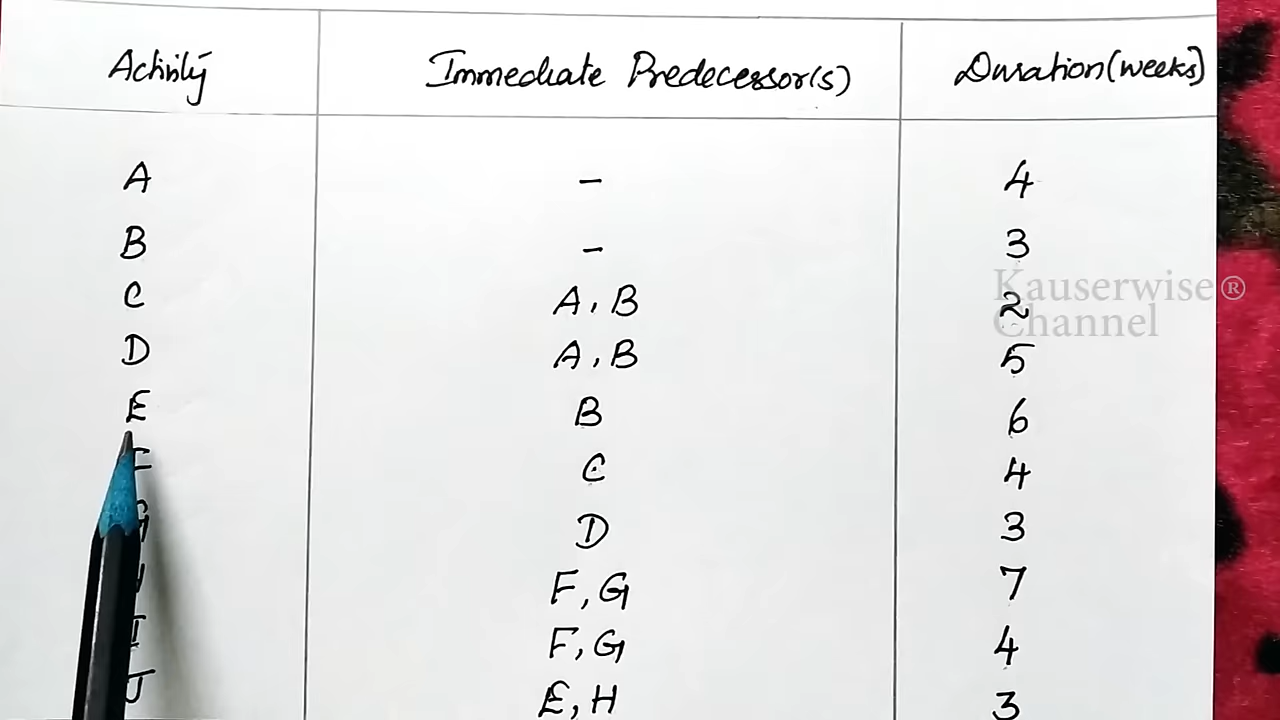 Activity Immediate Predecessor(s) Duration(weeks)
A - 4
B - 3
C A, B 2
D A, B 5
E B 6
F C 4
G D 3
F, G 7
I F, G 4
J E, H 3
Kauserwise®
Channel